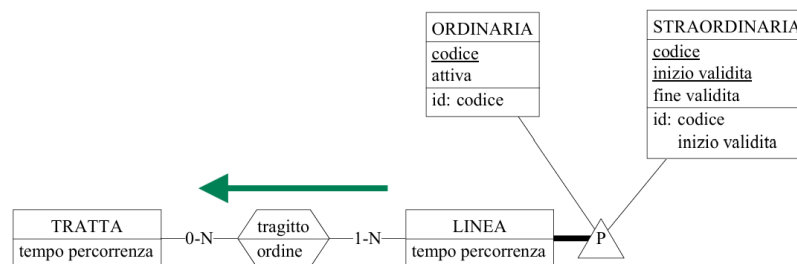 ORDINARIA
codice
attiva
id: codice
STRAORDINARIA
codice
inizio validita
fine validita
id: codice
inizio validita
TRATTA
tempo percorrenza
0-N
tragitto
ordine
1-N
LINEA
tempo percorrenza
P